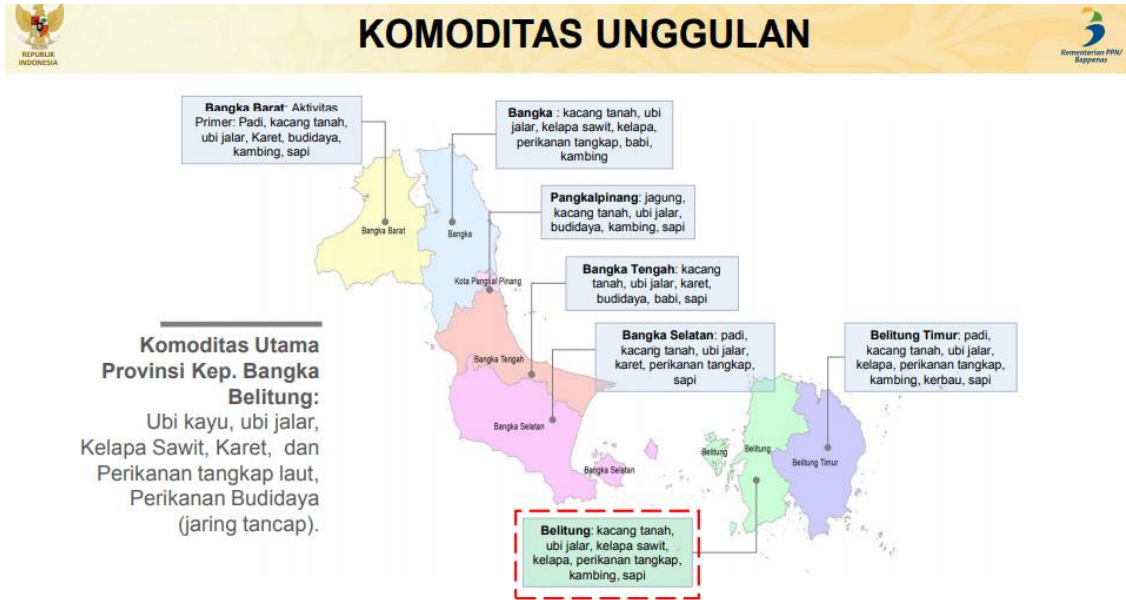 REPUBLIK
INDONESIA
KOMODITAS UNGGULAN
Kementerian PPN/
Bappenas
Bangka Barat: Aktivitas
Primer: Padi, kacang tanah,
ubi jalar, Karet, budidaya,
kambing, sapi
Bangka : kacang tanah, ubi
jalar, kelapa sawit, kelapa,
perikanan tangkap, babi,
kambing
Pangkalpinang: jagung,
kacang tanah, ubi jalar,
budidaya, kambing, sapi
Bangka Tengah: kacang
tanah, ubi jalar, karet,
budidaya, babi, sapi
Bangka Selatan: padi,
kacang tanah, ubi jalar,
karet, perikanan tangkap,
sapi
Belitung Timur: padi,
kacang tanah, ubi jalar,
kelapa, perikanan tangkap,
kambing, kerbau, sapi
Bangka Barat
Bangka
Kota Pangkal Pinang
Bangka Tengah
Bangka Selatan
Bangka Selatan
Belitung
Belitung
Belitung Timur
Komoditas Utama
Provinsi Kep. Bangka
Belitung:
Ubi kayu, ubi jalar,
Kelapa Sawit, Karet, dan
Perikanan tangkap laut,
Perikanan Budidaya
(jaring tancap).
Belitung: kacang tanah,
ubi jalar, kelapa sawit,
kelapa, perikanan tangkap,
kambing, sapi